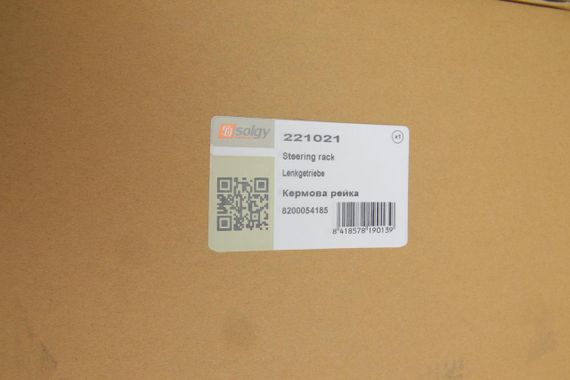 solgy
221021
x1
Steering rack
Lenkgetriebe
Кермова рейка
8200054185
8 418578 190139